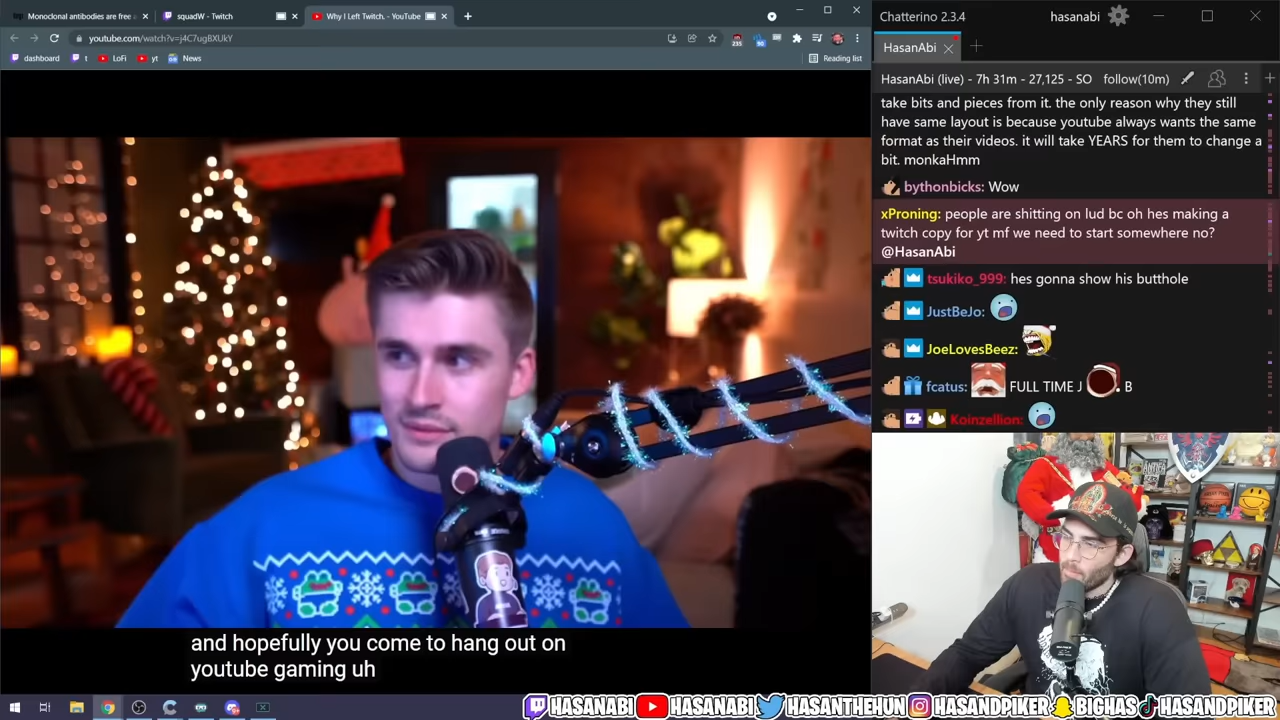 Monoclonal antibodies are free
squadW - Twitch
Why I Left Twitch. - YouTube
youtube.com/watch?v=j4C7ugBXUkY
dashboard
t
LoFi
yt
News
Reading list
and hopefully you come to hang out on
youtube gaming uh
Chatterino 2.3.4
hasanabi
HasanAbi
HasanAbi (live) - 7h 31m - 27,125 - SO
follow(10m)
take bits and pieces from it. the only reason why they still
have same layout is because youtube always wants the same
format as their videos. it will take YEARS for them to change a
bit. monkaHmm
bythonbicks: Wow
xProning: people are shitting on lud bc oh hes making a
twitch copy for yt mf we need to start somewhere no?
@HasanAbi
tsukiko_999: hes gonna show his butthole
JustBeJo:
JoeLovesBeez:
fcatus: FULL TIME J B
Koinzellion:
HASANABI HASANABI HASANTHEHUN HASANDPIKER BIGHAS HASANDPIKER